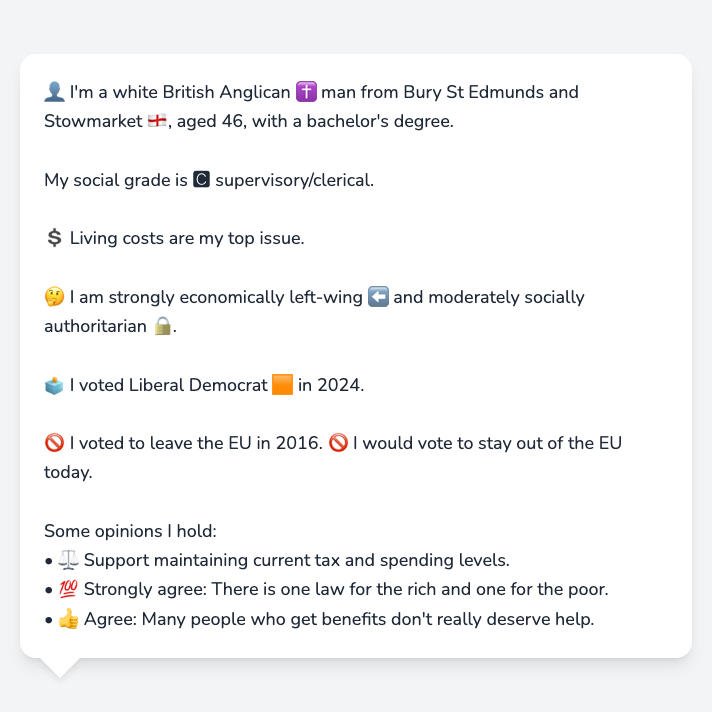 👤 I'm a white British Anglican ✝️ man from Bury St Edmunds and
Stowmarket 🏴󠁧󠁢󠁥󠁮󠁧󠁿, aged 46, with a bachelor's degree.
My social grade is 🅲 supervisory/clerical.
💲 Living costs are my top issue.
🤔 I am strongly economically left-wing ⬅️ and moderately socially
authoritarian 🔒.
🗳️ I voted Liberal Democrat 🟧 in 2024.
🚫 I voted to leave the EU in 2016. 🚫 I would vote to stay out of the EU
today.
Some opinions I hold:
• ⚖️ Support maintaining current tax and spending levels.
• 💯 Strongly agree: There is one law for the rich and one for the poor.
• 👍 Agree: Many people who get benefits don't really deserve help.